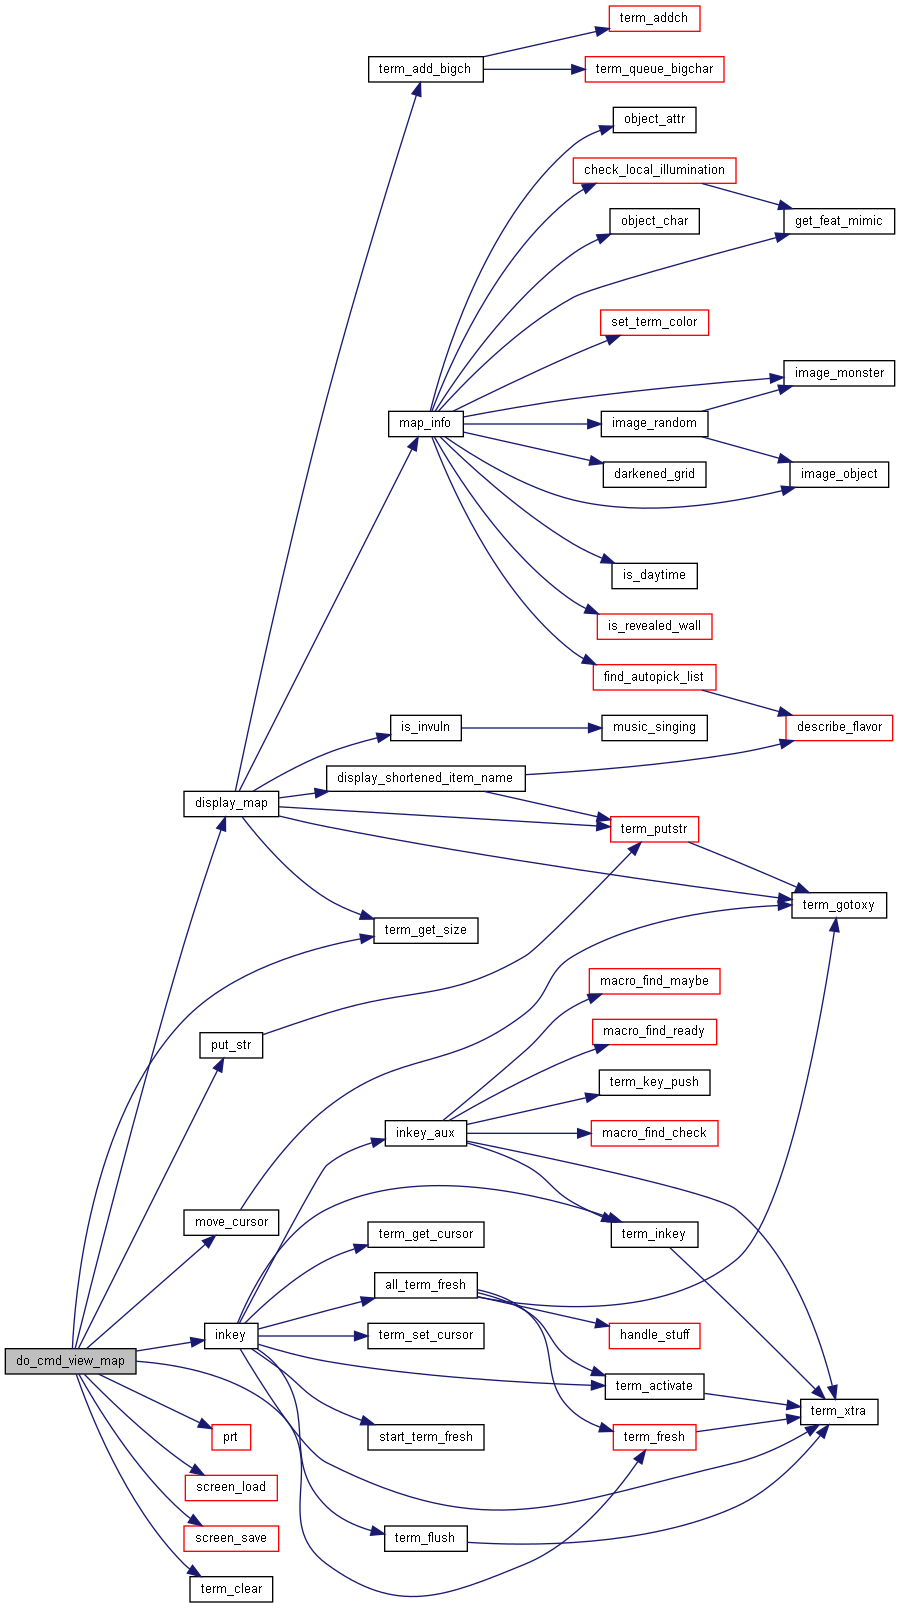 term_addch
term_add_bigch
term_queue_bigchar
object_attr
check_local_illumination
object_char
get_feat_mimic
set_term_color
image_monster
map_info
image_random
darkened_grid
image_object
is_daytime
is_revealed_wall
find_autopick_list
is_invuln
music_singing
describe_flavor
display_shortened_item_name
display_map
term_putstr
term_gotoxy
term_get_size
macro_find_maybe
macro_find_ready
put_str
term_key_push
inkey_aux
macro_find_check
move_cursor
term_get_cursor
term_inkey
all_term_fresh
inkey
term_set_cursor
handle_stuff
do_cmd_view_map
term_activate
term_xtra
prt
start_term_fresh
term_fresh
screen_load
screen_save
term_flush
term_clear